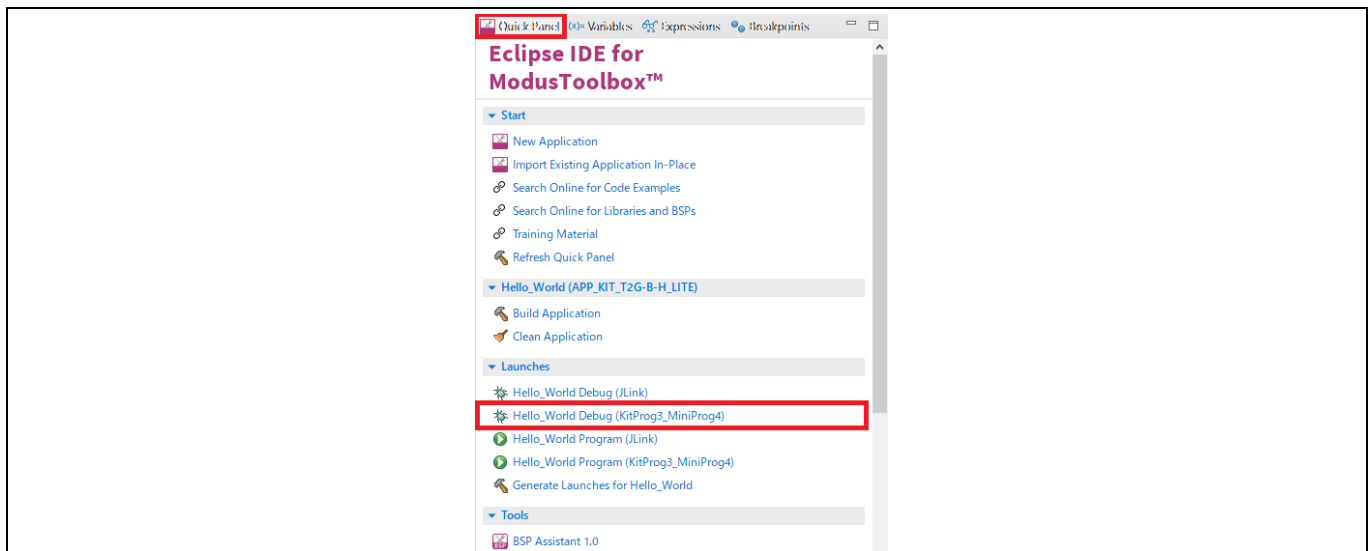 Quick Panel (x)= Variables Expressions Breakpoints
Eclipse IDE for
ModusToolbox™
Start
New Application
Import Existing Application In-Place
Search Online for Code Examples
Search Online for Libraries and BSPs
Training Material
Refresh Quick Panel
Hello_World (APP_KIT_T2G-B-H_LITE)
Build Application
Clean Application
Launches
Hello_World Debug (JLink)
Hello_World Debug (KitProg3_MiniProg4)
Hello_World Program (JLink)
Hello_World Program (KitProg3_MiniProg4)
Generate Launches for Hello_World
Tools
BSP BSP Assistant 1.0